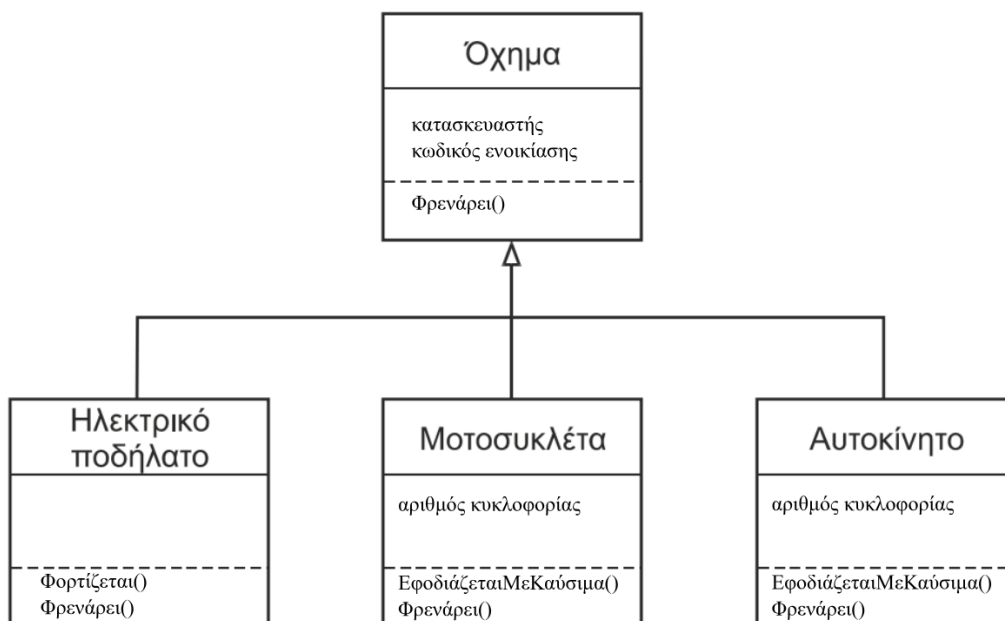 Όχημα
κατασκευαστής
κωδικός ενοικίασης
Φρενάρει()
Ηλεκτρικό
ποδήλατο
Φορτίζεται()
Φρενάρει()
Μοτοσυκλέτα
αριθμός κυκλοφορίας
ΕφοδιάζεταιΜεΚαύσιμα()
Φρενάρει()
Αυτοκίνητο
αριθμός κυκλοφορίας
ΕφοδιάζεταιΜεΚαύσιμα()
Φρενάρει()